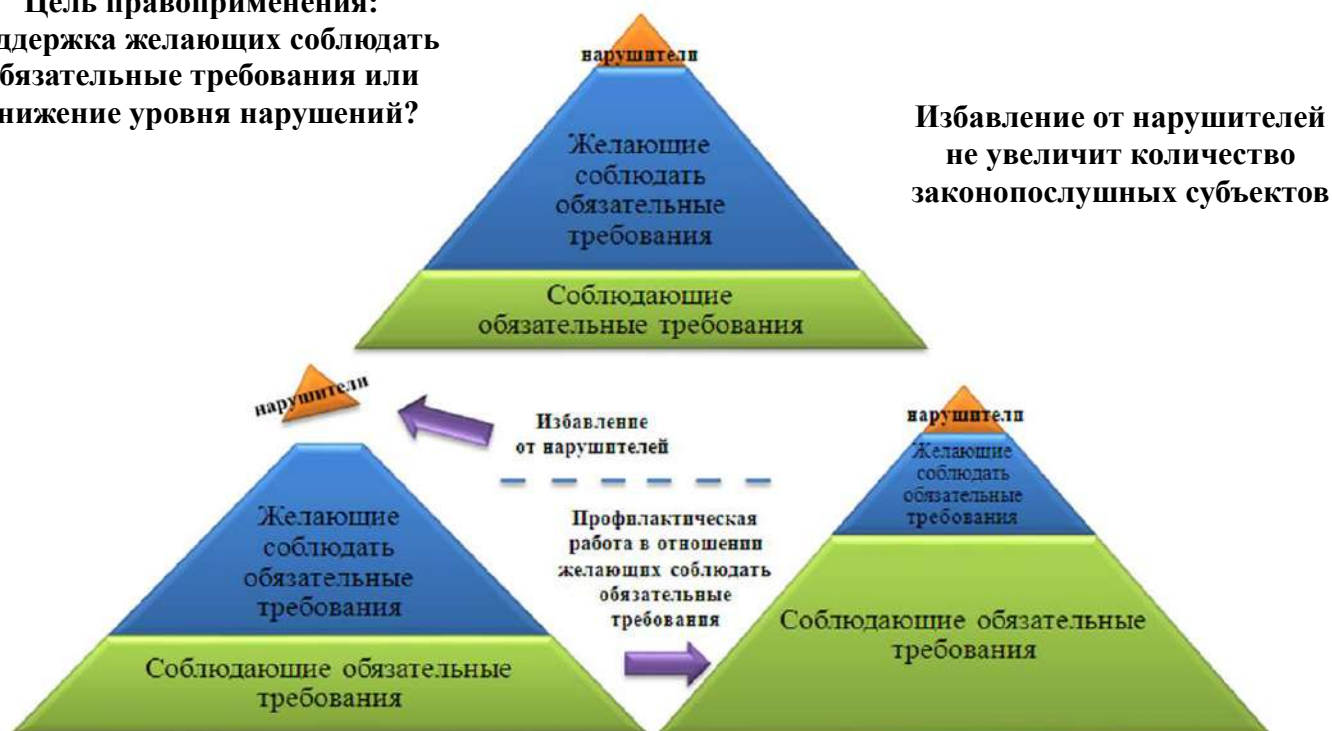 Цель правоприменения:
ддержка желающих соблюдать
бязательные требования или
нижение уровня нарушений?
нарушители
Желающие
соблюдать
обязательные
требования
Соблюдающие
обязательные требования
Избавление от нарушителей
не увеличит количество
законопослушных субъектов
нарушители
Избавление
от нарушителей
Желающие
соблюдать
обязательные
требования
Соблюдающие обязательные
требования
Профилактическая
работа в отношении
желающих соблюдать
обязательные
требования
нарушители
Желающие
соблюдать
обязательные
требования
Соблюдающие обязательные
требования